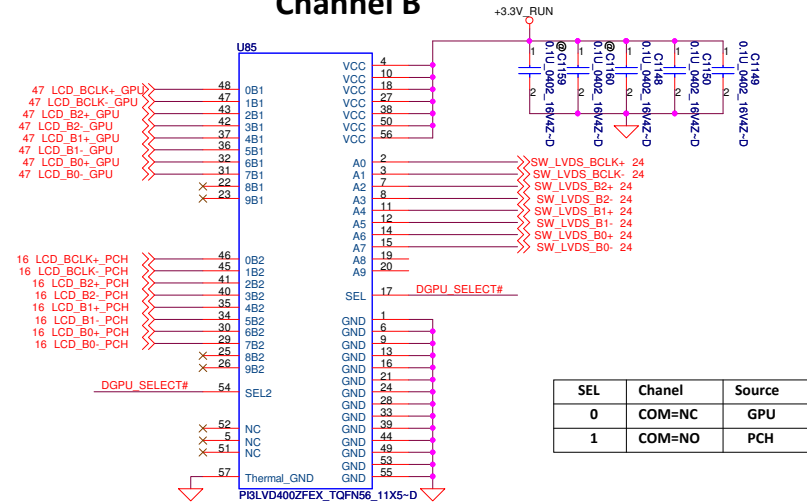 Channel B
+3.3V_RUN
U85
47 LCD_BCLK+_GPU 48 0B1
47 LCD_BCLK-_GPU 47 1B1
47 LCD_B2+_GPU 43 2B1
47 LCD_B2-_GPU 42 3B1
47 LCD_B1+_GPU 37 4B1
47 LCD_B1-_GPU 36 5B1
47 LCD_B0+_GPU 32 6B1
47 LCD_B0-_GPU 31 7B1
22 8B1
23 9B1
16 LCD_BCLK+_PCH 46 0B2
16 LCD_BCLK-_PCH 45 1B2
16 LCD_B2+_PCH 41 2B2
16 LCD_B2-_PCH 40 3B2
16 LCD_B1+_PCH 35 4B2
16 LCD_B1-_PCH 34 5B2
16 LCD_B0+_PCH 30 6B2
16 LCD_B0-_PCH 29 7B2
25 8B2
26 9B2
DGPU_SELECT# 54 SEL2
52 NC
5 NC
51 NC
57 Thermal_GND
VCC 4
VCC 10
VCC 18
VCC 27
VCC 38
VCC 50
VCC 56
A0 2 SW_LVDS_BCLK+ 24
A1 3 SW_LVDS_BCLK- 24
A2 7 SW_LVDS_B2+ 24
A3 8 SW_LVDS_B2- 24
A4 11 SW_LVDS_B1+ 24
A5 12 SW_LVDS_B1- 24
A6 14 SW_LVDS_B0+ 24
A7 15 SW_LVDS_B0- 24
A8 19
A9 20
SEL 17 DGPU_SELECT#
GND 1
GND 6
GND 9
GND 13
GND 16
GND 21
GND 24
GND 28
GND 33
GND 39
GND 44
GND 49
GND 53
GND 55
PI3LVD400ZFEX_TQFN56_11X5~D
1 2 @C1159 0.1U_0402_16V4Z~D
1 2 @C1160 0.1U_0402_16V4Z~D
1 2 C1148 0.1U_0402_16V4Z~D
1 2 C1150 0.1U_0402_16V4Z~D
1 2 C1149 0.1U_0402_16V4Z~D
SEL Chanel Source
0 COM=NC GPU
1 COM=NO PCH